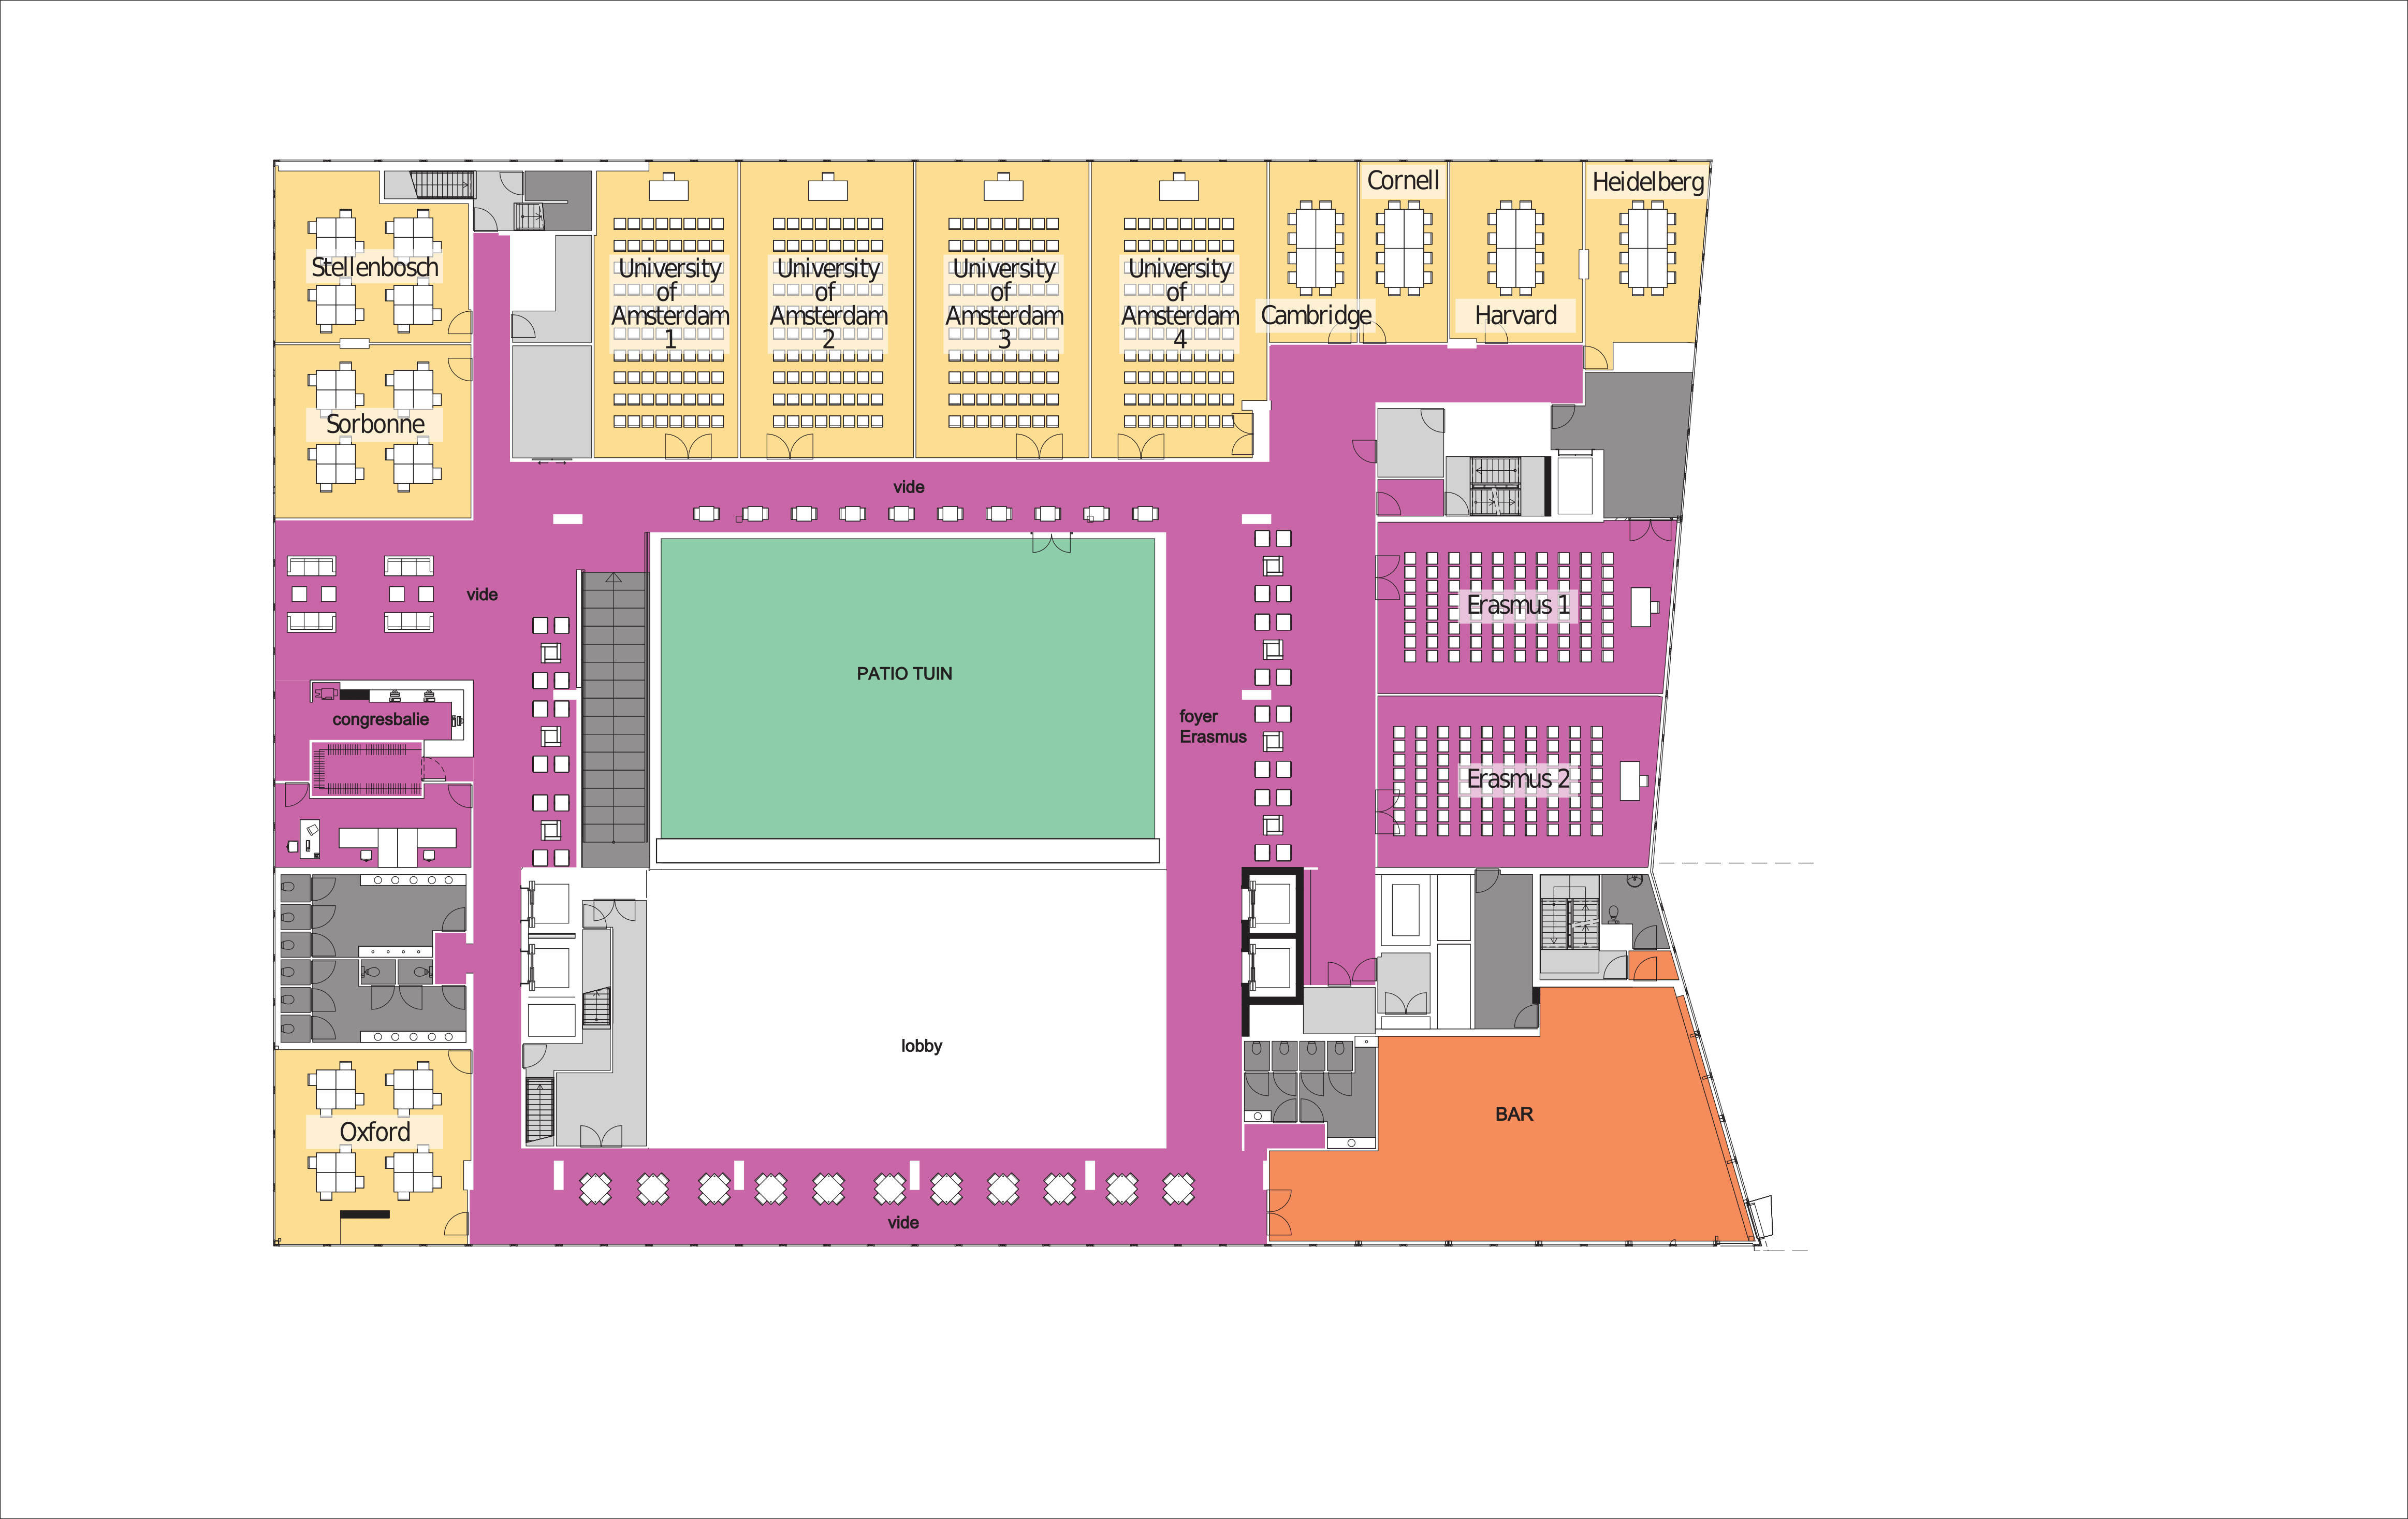 Cornell
Heidelberg
Stellenbosch
University
of
Amsterdam
1
University
of
Amsterdam
2
University
of
Amsterdam
3
University
of
Amsterdam
4
Cambridge
Harvard
Sorbonne
vide
vide
Erasmus 1
PATIO TUIN
congresbalie
foyer
Erasmus
Erasmus 2
lobby
BAR
Oxford
vide